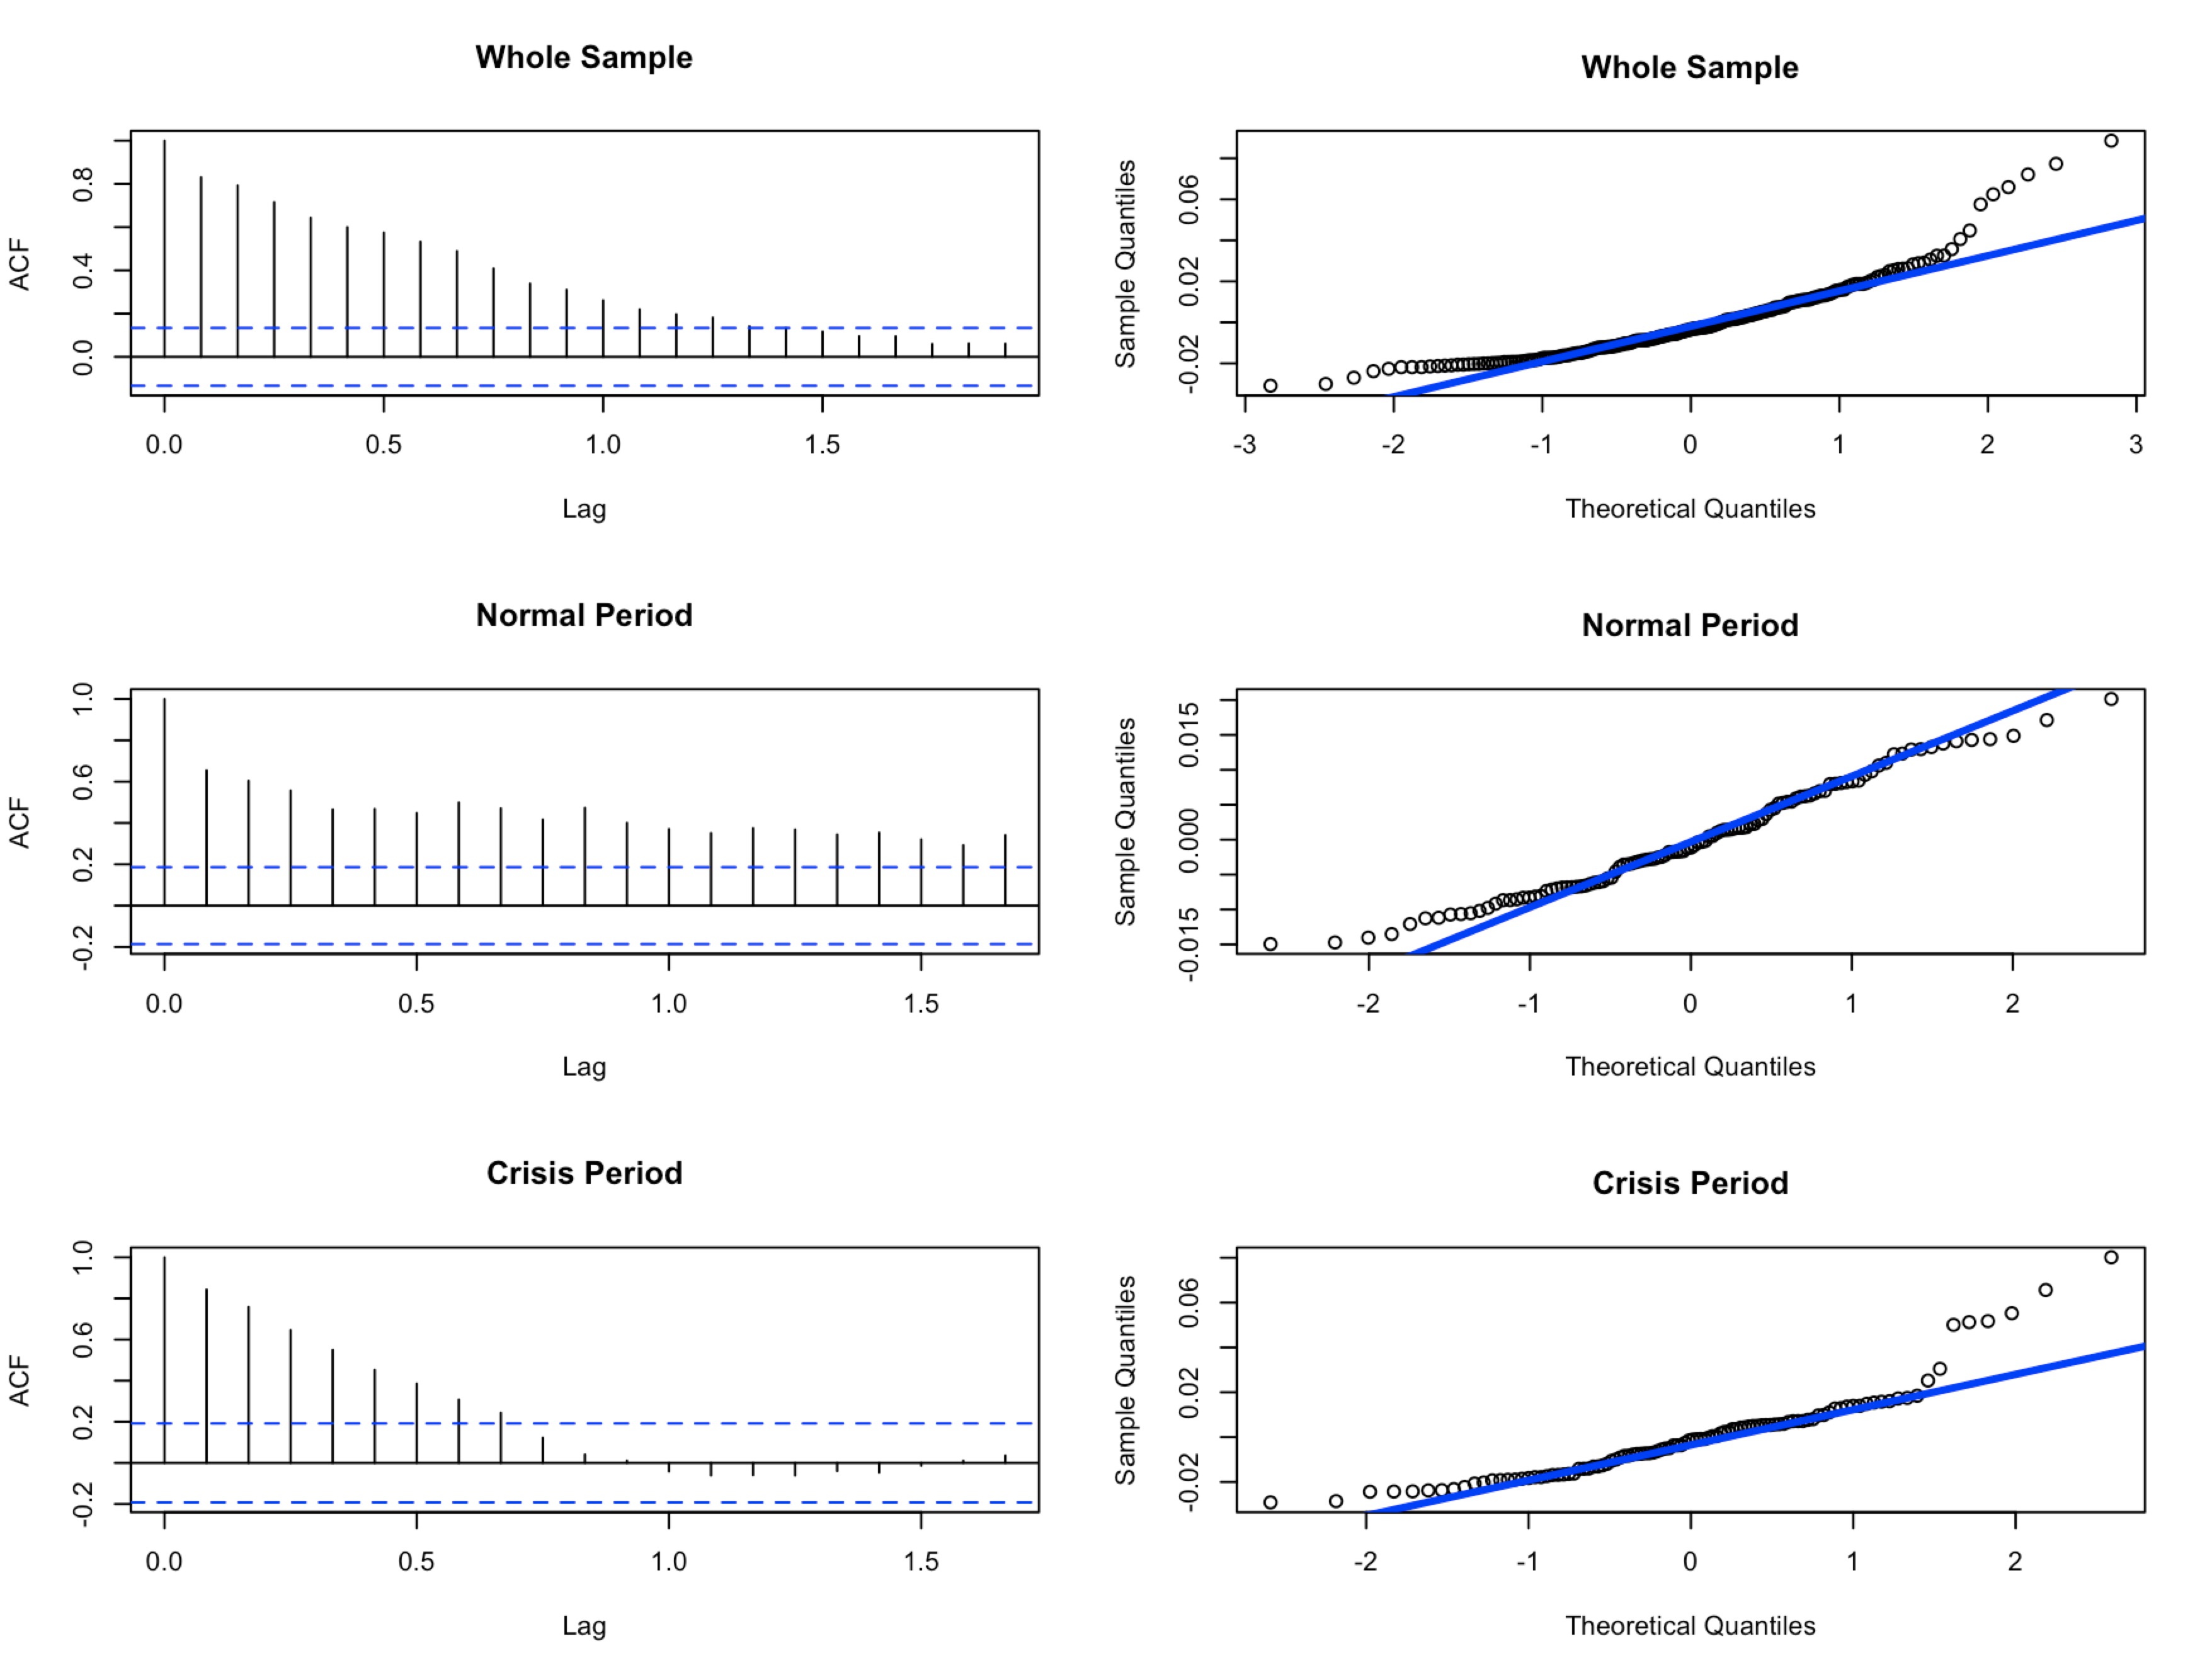 Whole Sample
ACF
0.0 0.4 0.8
0.0 0.5 1.0 1.5
Lag
Whole Sample
Sample Quantiles
-0.02 0.02 0.06
-3 -2 -1 0 1 2 3
Theoretical Quantiles
Normal Period
ACF
-0.2 0.2 0.6 1.0
0.0 0.5 1.0 1.5
Lag
Normal Period
Sample Quantiles
-0.015 0.000 0.015
-2 -1 0 1 2
Theoretical Quantiles
Crisis Period
ACF
-0.2 0.2 0.6 1.0
0.0 0.5 1.0 1.5
Lag
Crisis Period
Sample Quantiles
-0.02 0.02 0.06
-2 -1 0 1 2
Theoretical Quantiles